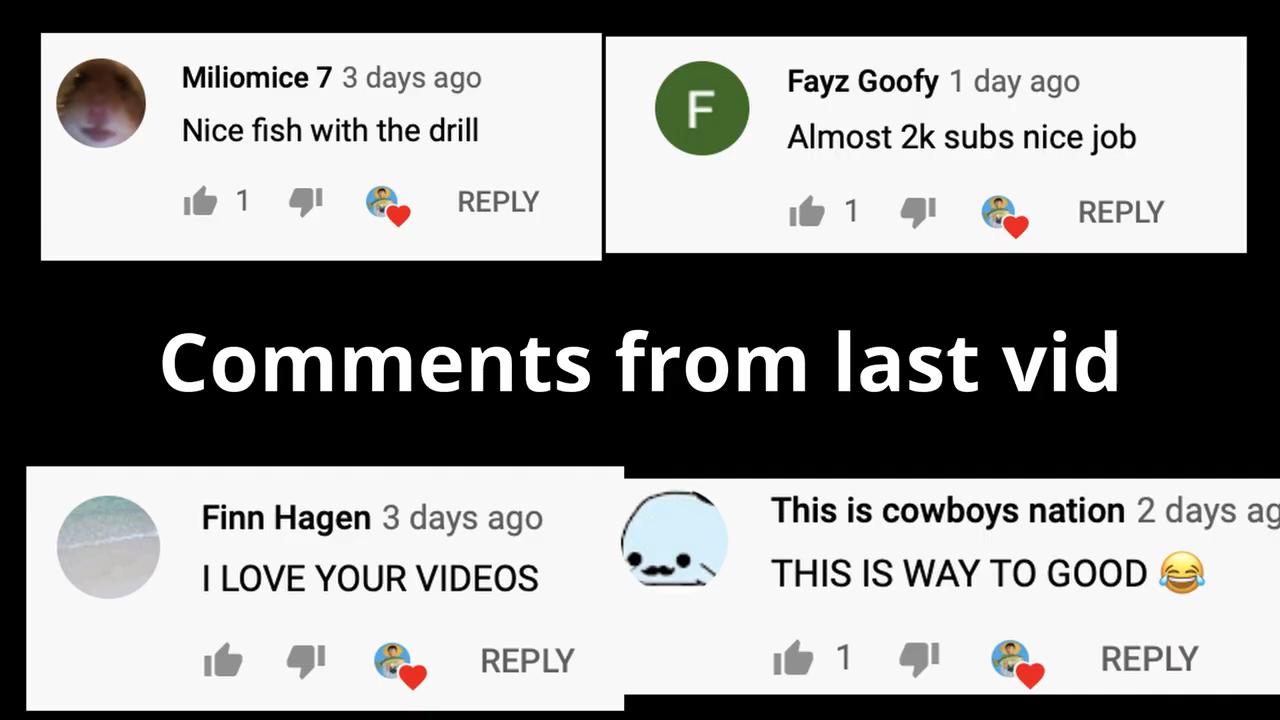 Miliomice 7 3 days ago
Nice fish with the drill
1 REPLY
F
Fayz Goofy 1 day ago
Almost 2k subs nice job
1 REPLY
Comments from last vid
Finn Hagen 3 days ago
I LOVE YOUR VIDEOS
REPLY
This is cowboys nation 2 days ag
THIS IS WAY TO GOOD 😂
1 REPLY